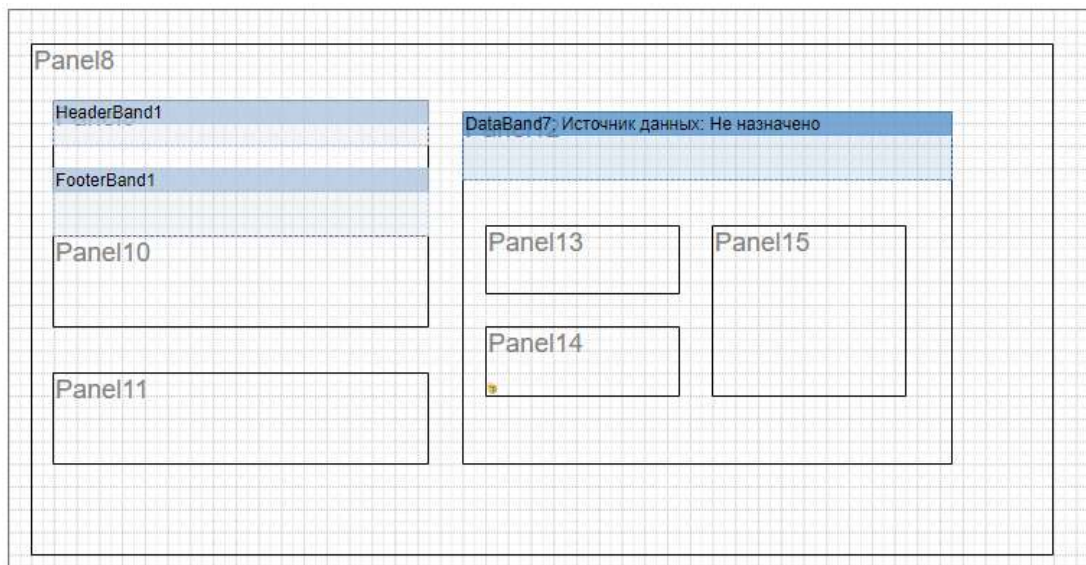 Panel8
HeaderBand1
DataBand7; Источник данных: Не назначено
FooterBand1
Panel10
Panel13
Panel15
Panel14
Panel11